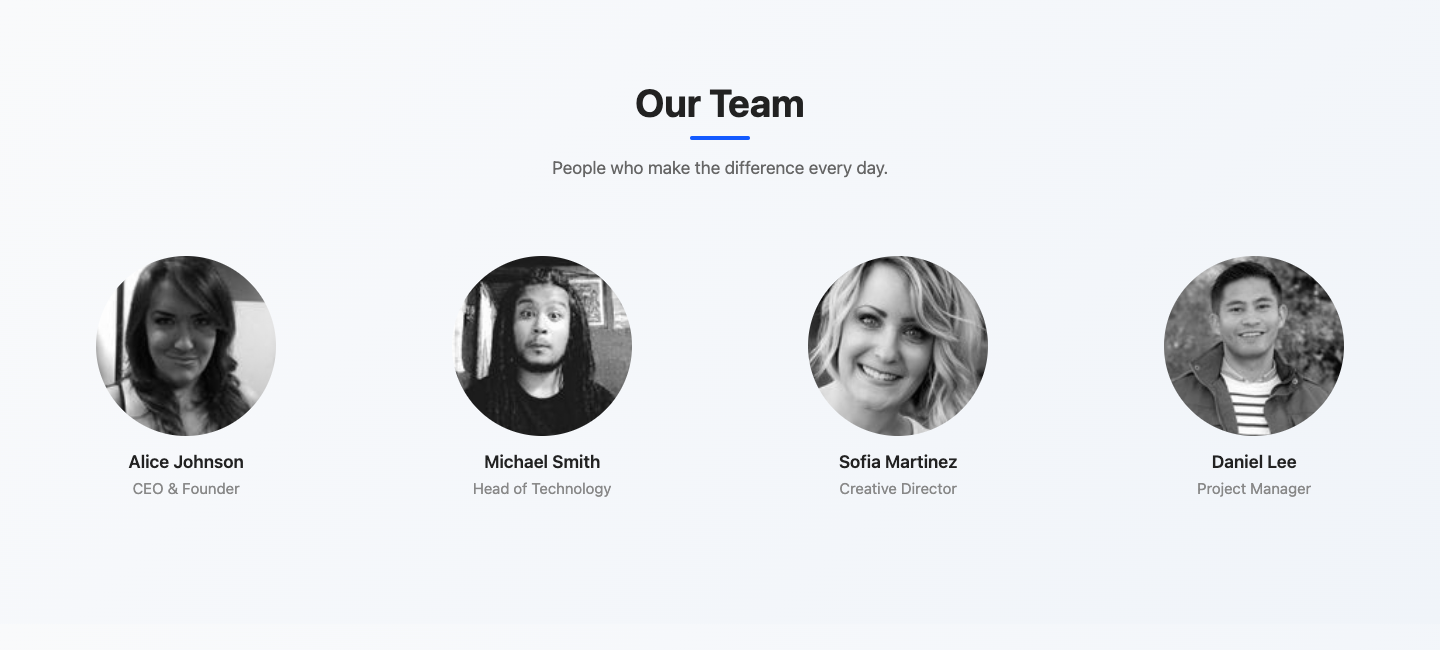 Our Team
People who make the difference every day.
Alice Johnson
CEO & Founder
Michael Smith
Head of Technology
Sofia Martinez
Creative Director
Daniel Lee
Project Manager